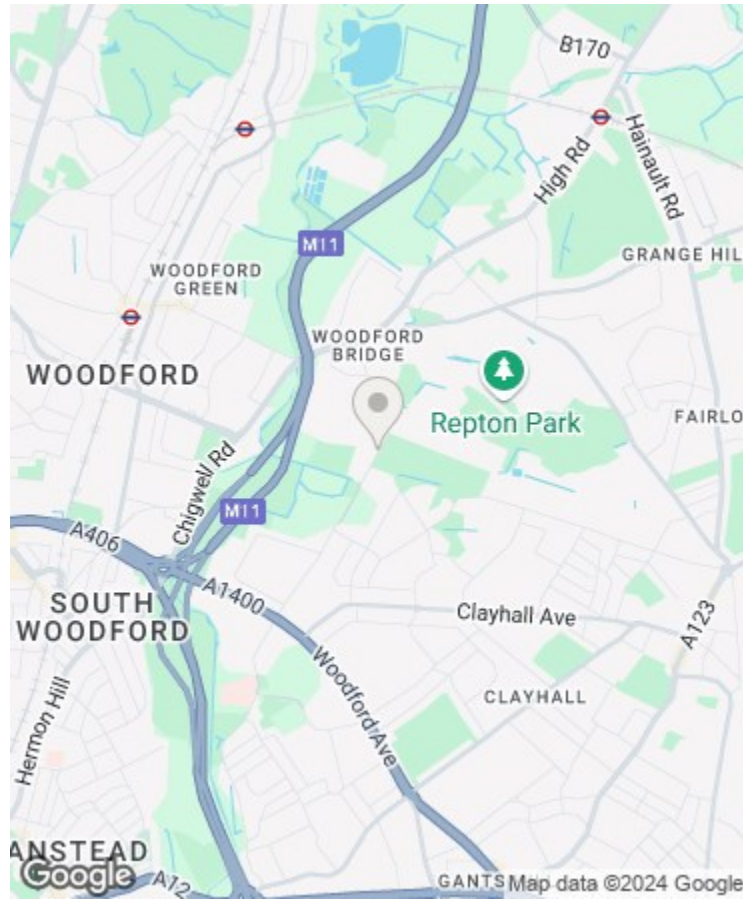 B170
High Rd
Hainault Rd
M11
GRANGE HIL
WOODFORD
GREEN
WOODFORD
BRIDGE
WOODFORD
Repton Park
FAIRLO
Chigwell Rd
M11
A406
A1400
SOUTH
WOODFORD
Clayhall Ave
A123
Woodford Ave
CLAYHALL
Hermon Hill
ANSTEAD
Google
A12
GANTS
Map data ©2024 Google